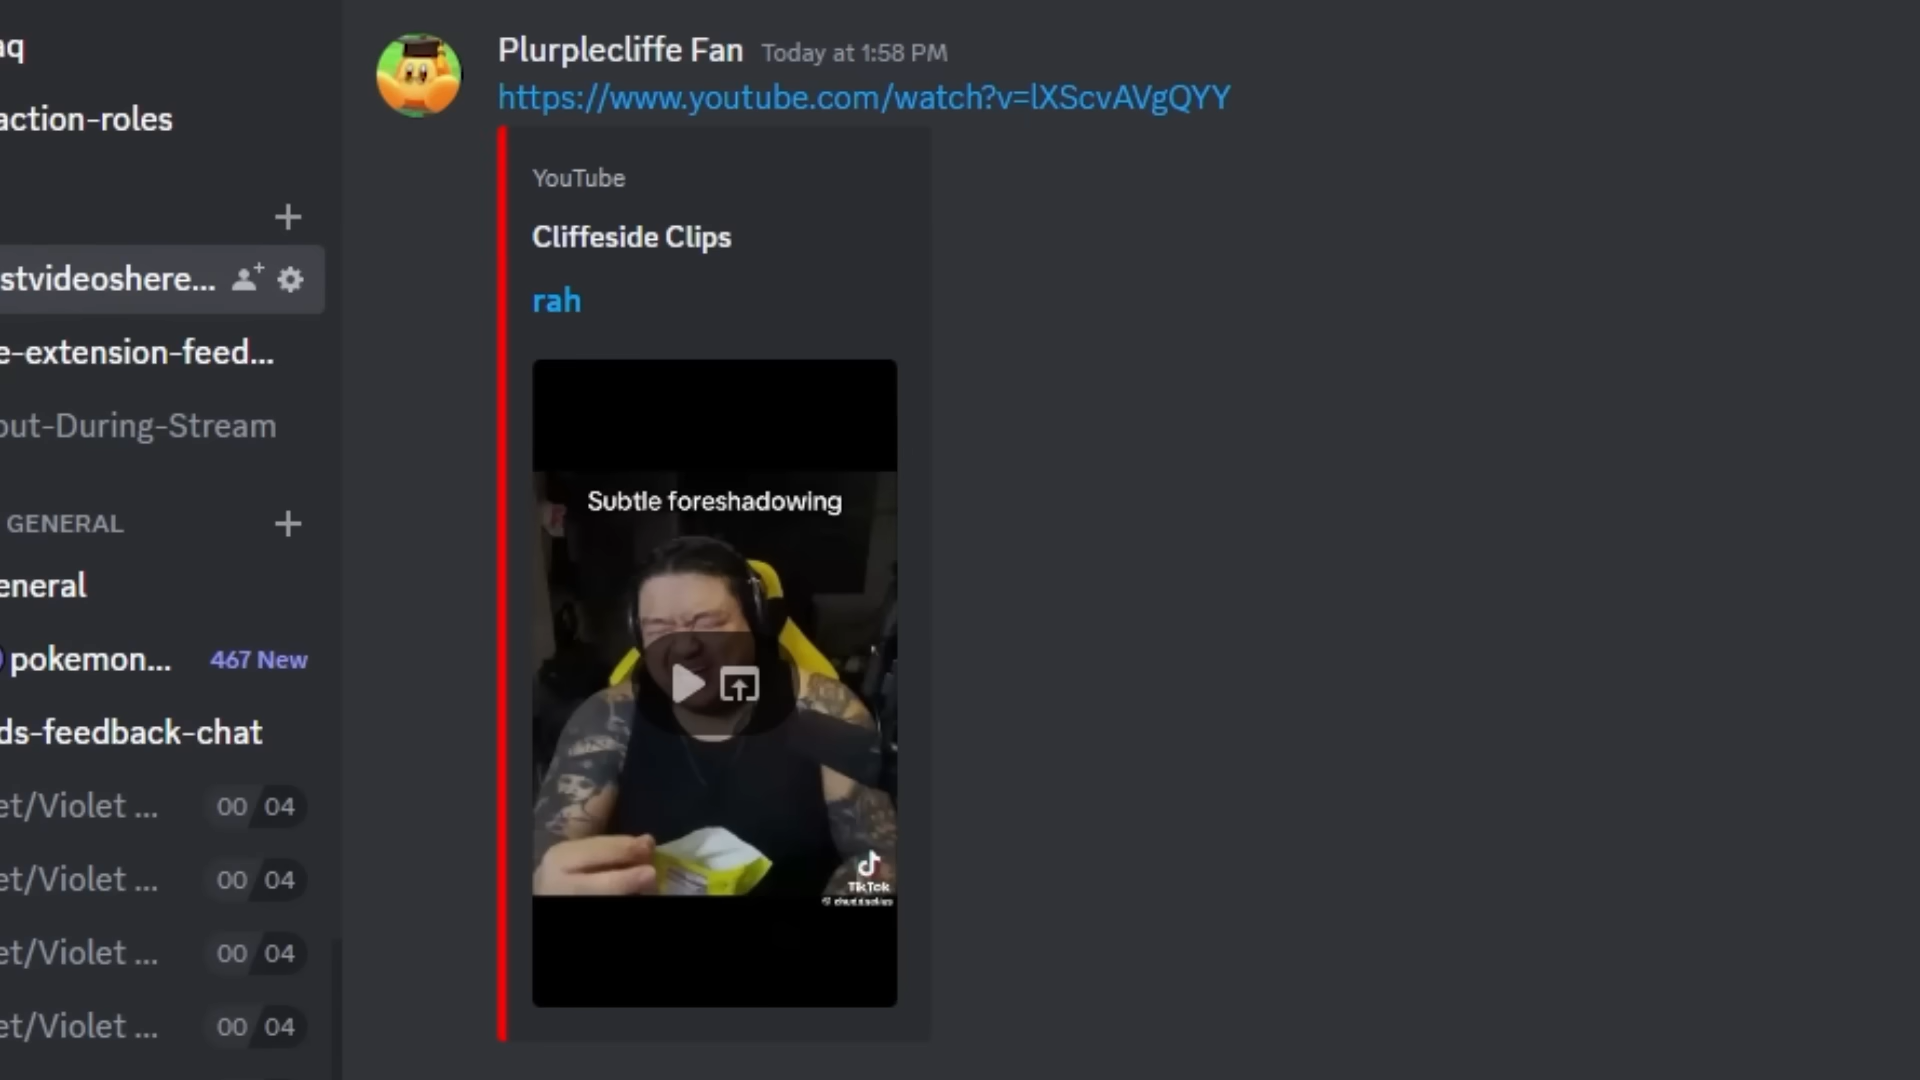 aq
action-roles
stvideoshere...
e-extension-feed...
out-During-Stream
GENERAL
eneral
pokemon... 467 New
ds-feedback-chat
et/Violet ... 00 04
et/Violet ... 00 04
et/Violet ... 00 04
et/Violet ... 00 04
Plurplecliffe Fan Today at 1:58 PM
https://www.youtube.com/watch?v=lXScvAVgQYY
YouTube
Cliffeside Clips
rah
Subtle foreshadowing
TikTok